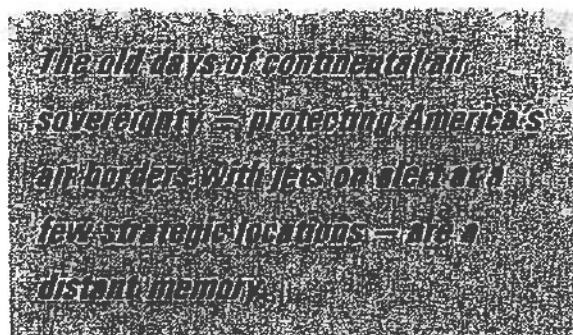 The old days of continental air
sovereignty — protecting America's
air borders with jets on alert at a
few strategic locations — are a
distant memory.